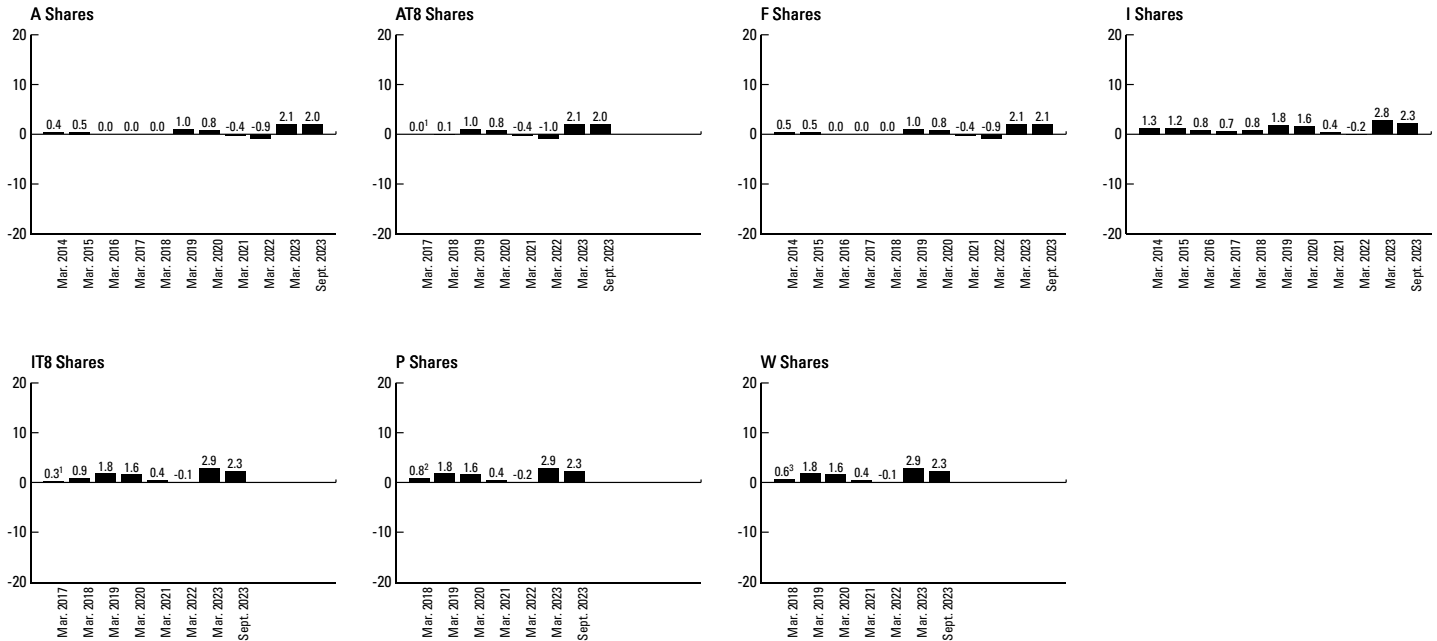 A Shares
20
10
0
-10
-20
0.4 0.5 0.0 0.0 0.0 1.0 0.8 -0.4 -0.9 2.1 2.0
Mar. 2014
Mar. 2015
Mar. 2016
Mar. 2017
Mar. 2018
Mar. 2019
Mar. 2020
Mar. 2021
Mar. 2022
Mar. 2023
Sept. 2023
AT8 Shares
20
10
0
-10
-20
0.0¹ 0.1 1.0 0.8 -0.4 -1.0 2.1 2.0
Mar. 2017
Mar. 2018
Mar. 2019
Mar. 2020
Mar. 2021
Mar. 2022
Mar. 2023
Sept. 2023
F Shares
20
10
0
-10
-20
0.5 0.5 0.0 0.0 0.0 1.0 0.8 -0.4 -0.9 2.1 2.1
Mar. 2014
Mar. 2015
Mar. 2016
Mar. 2017
Mar. 2018
Mar. 2019
Mar. 2020
Mar. 2021
Mar. 2022
Mar. 2023
Sept. 2023
I Shares
20
10
0
-10
-20
1.3 1.2 0.8 0.7 0.8 1.8 1.6 0.4 -0.2 2.8 2.3
Mar. 2014
Mar. 2015
Mar. 2016
Mar. 2017
Mar. 2018
Mar. 2019
Mar. 2020
Mar. 2021
Mar. 2022
Mar. 2023
Sept. 2023
IT8 Shares
20
10
0
-10
-20
0.3¹ 0.9 1.8 1.6 0.4 -0.1 2.9 2.3
Mar. 2017
Mar. 2018
Mar. 2019
Mar. 2020
Mar. 2021
Mar. 2022
Mar. 2023
Sept. 2023
P Shares
20
10
0
-10
-20
0.8² 1.8 1.6 0.4 -0.2 2.9 2.3
Mar. 2018
Mar. 2019
Mar. 2020
Mar. 2021
Mar. 2022
Mar. 2023
Sept. 2023
W Shares
20
10
0
-10
-20
0.6³ 1.8 1.6 0.4 -0.1 2.9 2.3
Mar. 2018
Mar. 2019
Mar. 2020
Mar. 2021
Mar. 2022
Mar. 2023
Sept. 2023